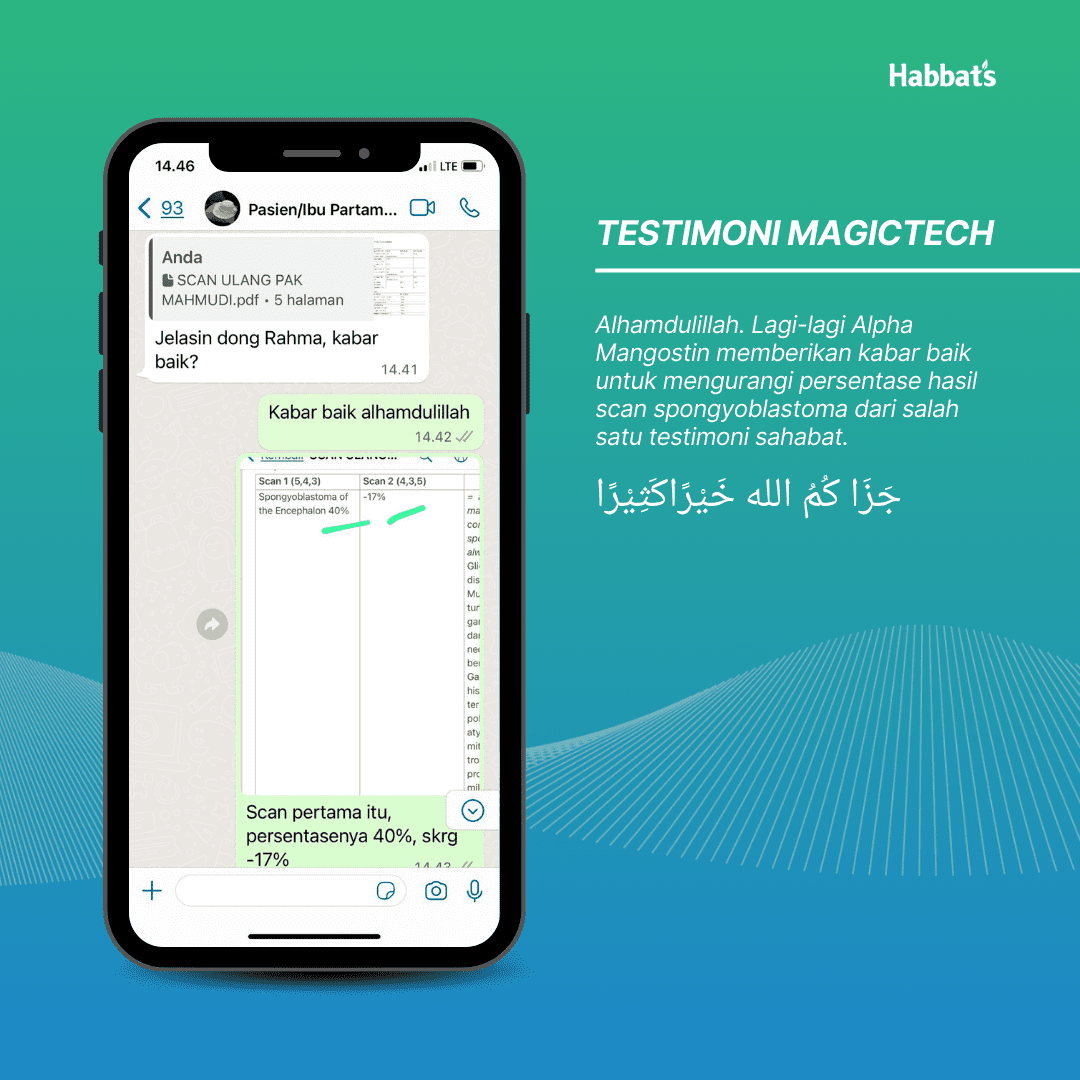 Habbat's
14.46
LTE
93
Pasien/Ibu Partam...
Anda
SCAN ULANG PAK
MAHMUDI.pdf • 5 halaman
Jelasin dong Rahma, kabar
baik?
14.41
Kabar baik alhamdulillah
14.42
Scan 1 (5,4,3) Scan 2 (4,3,5)
Spongyoblastoma of -17% =
the Encephalon 40% ma
cor
spo
alw
Gli
dis
Mu
tun
gar
dar
nec
ber
Ga
his
ter
pol
aty
mit
tro
pro
mil
Scan pertama itu,
persentasenya 40%, skrg
-17%
14.43
TESTIMONI MAGICTECH
Alhamdulillah. Lagi-lagi Alpha
Mangostin memberikan kabar baik
untuk mengurangi persentase hasil
scan spongyoblastoma dari salah
satu testimoni sahabat.
جَزَا كُمُ الله خَيْرًاكَثِيْرًا